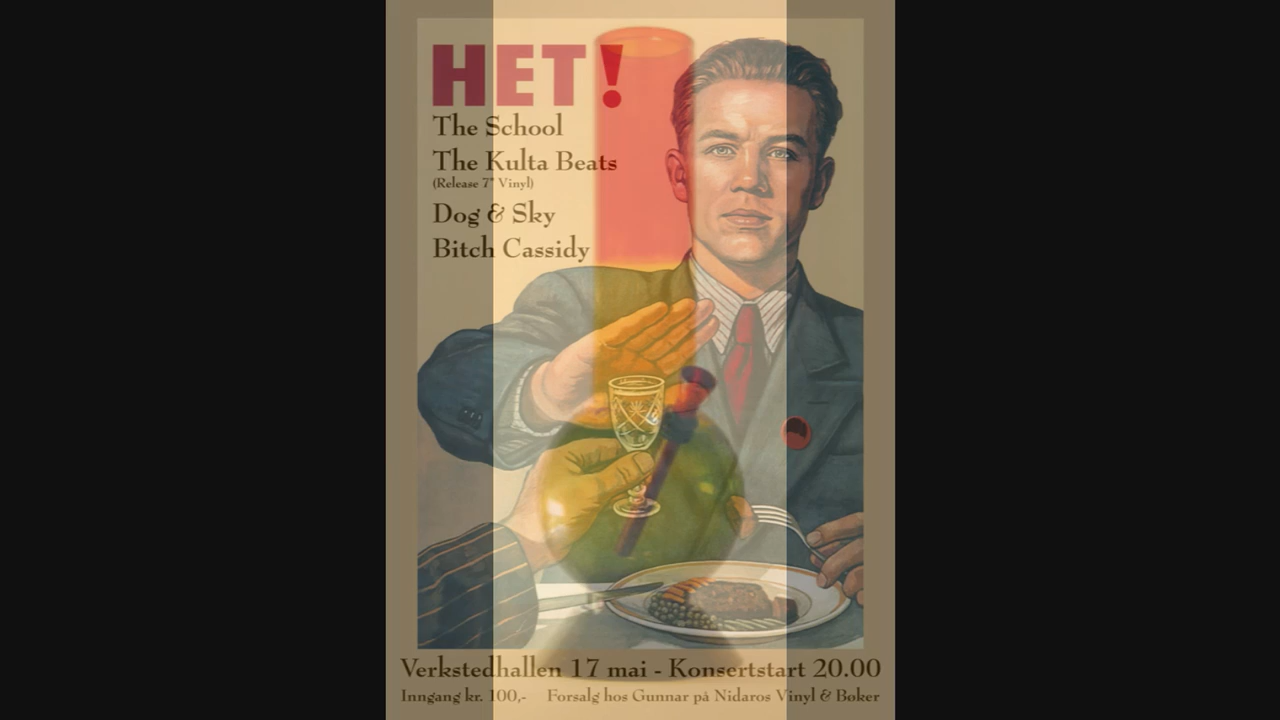 HET!
The School
The Kulta Beats
(Release 7" Vinyl)
Dog & Sky
Bitch Cassidy
Verkstedhallen 17 mai - Konsertstart 20.00
Inngang kr. 100,- Forsalg hos Gunnar på Nidaros Vinyl & Bøker